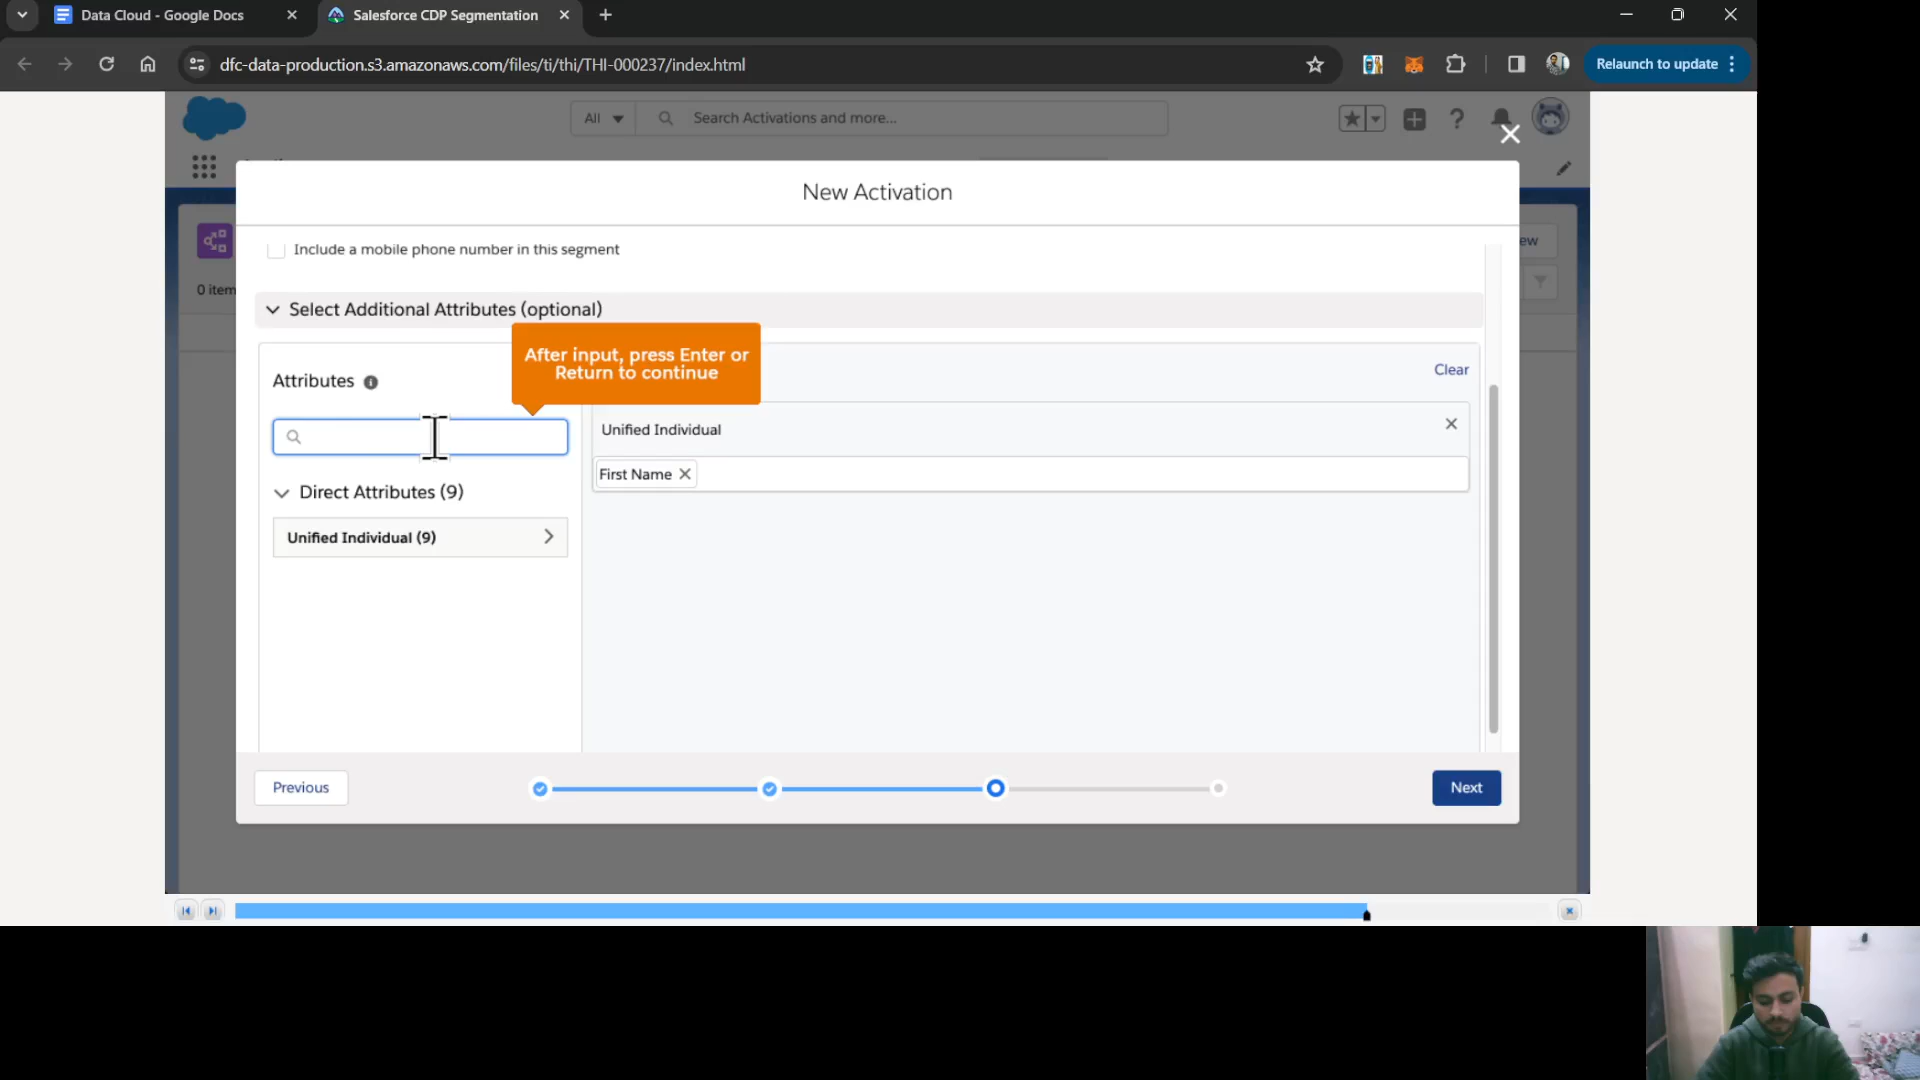 Data Cloud - Google Docs
Salesforce CDP Segmentation
dfc-data-production.s3.amazonaws.com/files/ti/thi/THI-000237/index.html
Relaunch to update
All
Search Activations and more...
New Activation
ew
0 item
Include a mobile phone number in this segment
Select Additional Attributes (optional)
After input, press Enter or
Return to continue
Attributes
Clear
Unified Individual
First Name
Direct Attributes (9)
Unified Individual (9)
Previous
Next